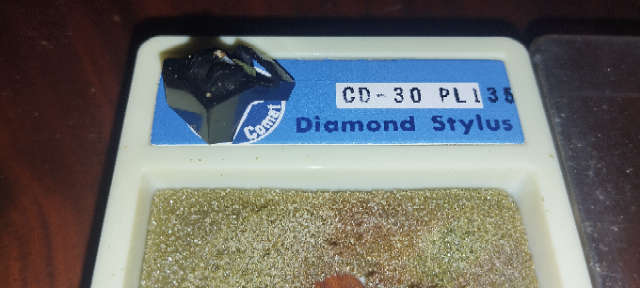 CD-30 PL135
Diamond Stylus
Comet